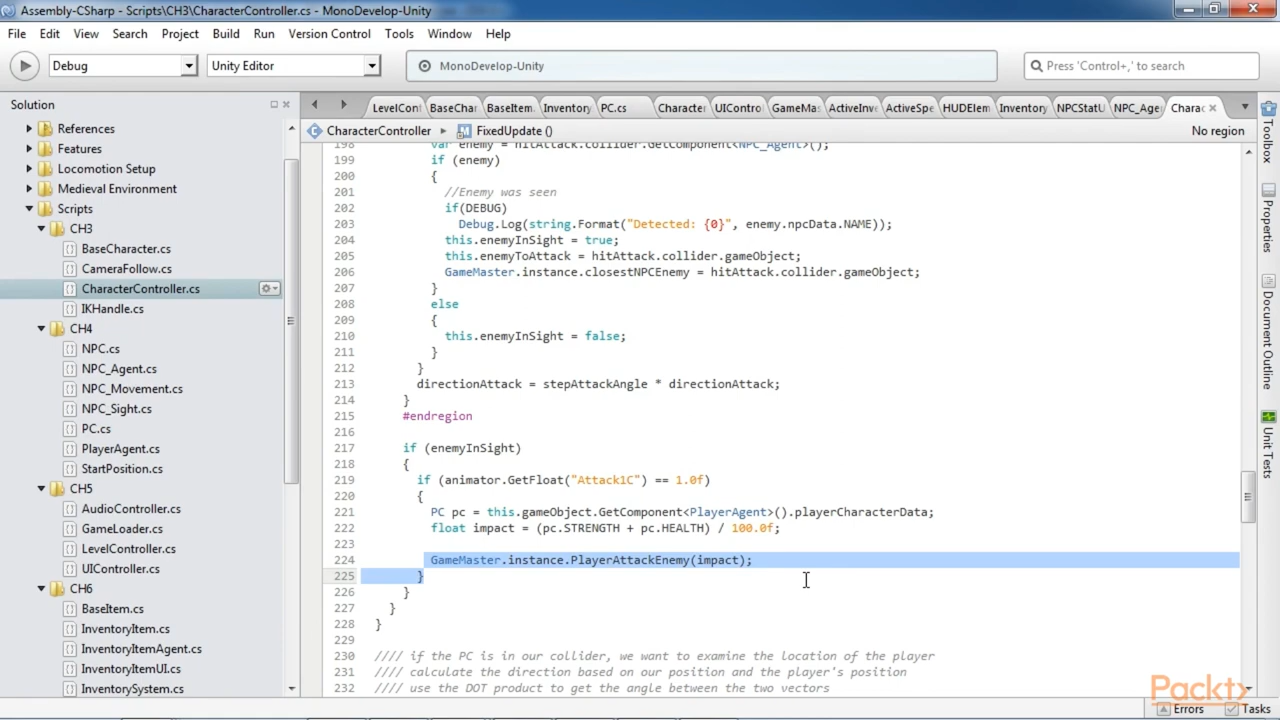 Assembly-CSharp - Scripts\CH3\CharacterController.cs - MonoDevelop-Unity
File Edit View Search Project Build Run Version Control Tools Window Help
Debug Unity Editor MonoDevelop-Unity Press 'Control+,' to search
Solution
References
Features
Locomotion Setup
Medieval Environment
Scripts
CH3
BaseCharacter.cs
CameraFollow.cs
CharacterController.cs
IKHandle.cs
CH4
NPC.cs
NPC_Agent.cs
NPC_Movement.cs
NPC_Sight.cs
PC.cs
PlayerAgent.cs
StartPosition.cs
CH5
AudioController.cs
GameLoader.cs
LevelController.cs
UIController.cs
CH6
BaseItem.cs
InventoryItem.cs
InventoryItemAgent.cs
InventoryItemUI.cs
InventorySystem.cs
LevelCont BaseChar BaseItem. Inventory PC.cs Characte UIContro GameMas ActiveInv ActiveSpe HUDElem Inventory NPCStatU NPC_Age Charac
CharacterController FixedUpdate () No region
198 var enemy = hitAttack.collider.GetComponent<NPC_Agent>();
199 if (enemy)
200 {
201 //Enemy was seen
202 if(DEBUG)
203 Debug.Log(string.Format("Detected: {0}", enemy.npcData.NAME));
204 this.enemyInSight = true;
205 this.enemyToAttack = hitAttack.collider.gameObject;
206 GameMaster.instance.closestNPCEnemy = hitAttack.collider.gameObject;
207 }
208 else
209 {
210 this.enemyInSight = false;
211 }
212 }
213 directionAttack = stepAttackAngle * directionAttack;
214 }
215 #endregion
216
217 if (enemyInSight)
218 {
219 if (animator.GetFloat("Attack1C") == 1.0f)
220 {
221 PC pc = this.gameObject.GetComponent<PlayerAgent>().playerCharacterData;
222 float impact = (pc.STRENGTH + pc.HEALTH) / 100.0f;
223
224 GameMaster.instance.PlayerAttackEnemy(impact);
225 }
226 }
227 }
228 }
229
230 //// if the PC is in our collider, we want to examine the location of the player
231 //// calculate the direction based on our position and the player's position
232 //// use the DOT product to get the angle between the two vectors
Toolbox
Properties
Document Outline
Unit Tests
Packt
Errors Tasks